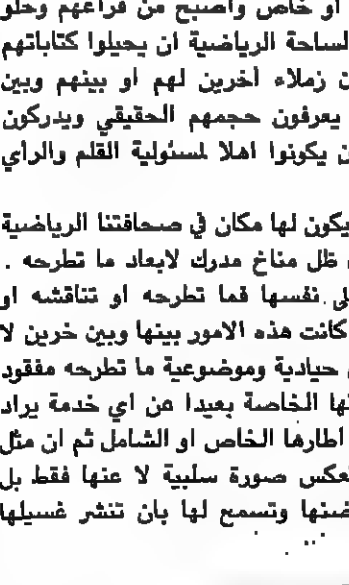 او خاص واصبح من فراغهم وخلو
لساحة الرياضية ان يحيلوا كتاباتهم
ن زملاء آخرين لهم او بينهم وبين
يعرفون حجمهم الحقيقي ويدركون
ن يكونوا اهلا لمسئولية القلم والرأي
يكون لها مكان في صحافتنا الرياضية
ظل مناخ مدرك لابعاد ما تطرحه .
لى نفسها فما تطرحه او تناقشه او
كانت هذه الامور بينها وبين خرين لا
حيادية وموضوعية ما تطرحه مفقود
تها الخاصة بعيدا عن اي خدمة يراد
اطارها الخاص او الشامل ثم ان مثل
عكس صورة سلبية لا عنها فقط بل
ضنها وتسمح لها بان تنشر غسيلها